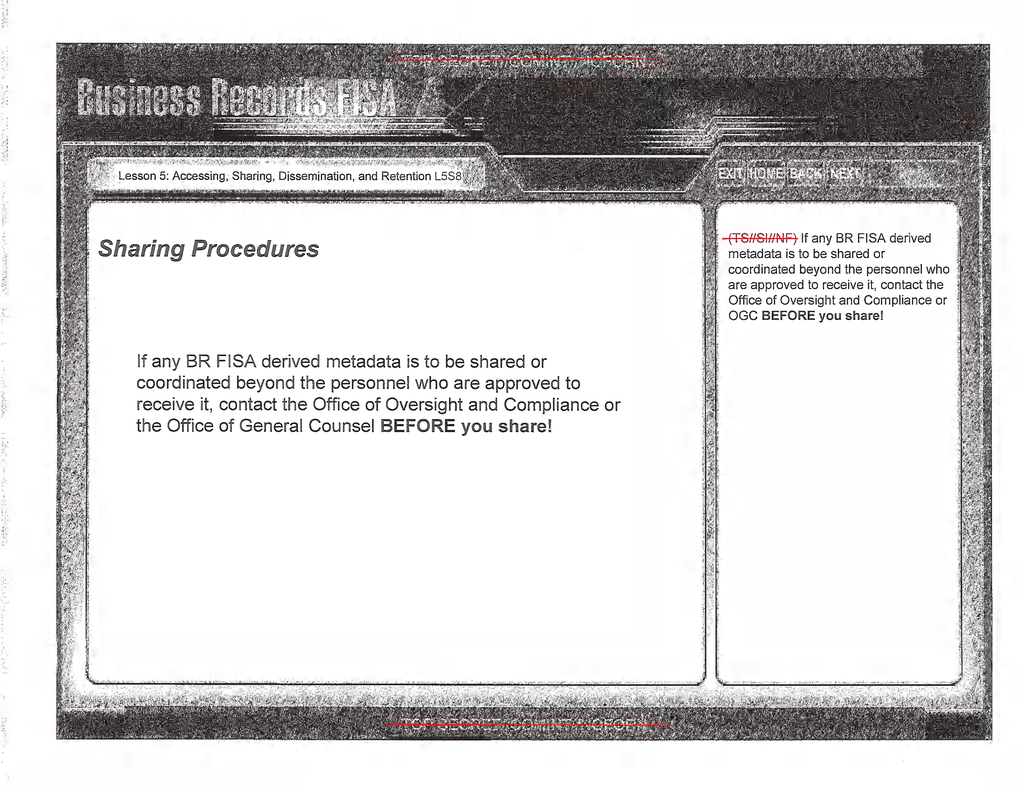 TOP SECRET//COMINT//NOFORN
Business Records FISA
Lesson 5: Accessing, Sharing, Dissemination, and Retention L5S8
EXIT HOME BACK NEXT
Sharing Procedures
If any BR FISA derived metadata is to be shared or
coordinated beyond the personnel who are approved to
receive it, contact the Office of Oversight and Compliance or
the Office of General Counsel BEFORE you share!
(TS//SI//NF) If any BR FISA derived
metadata is to be shared or
coordinated beyond the personnel who
are approved to receive it, contact the
Office of Oversight and Compliance or
OGC BEFORE you share!
TOP SECRET//COMINT//NOFORN